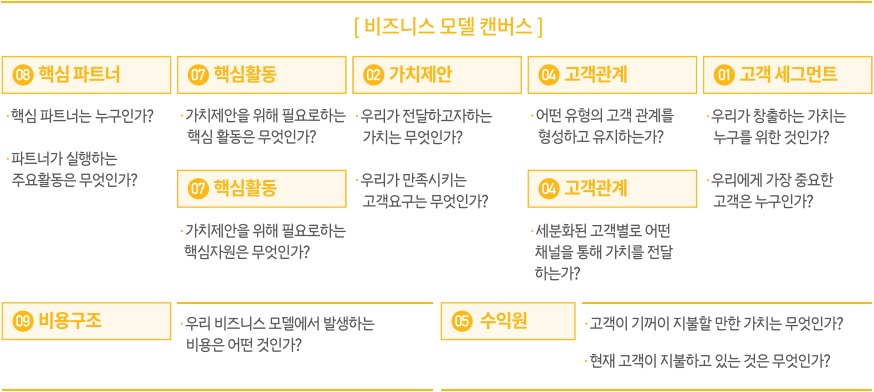 [ 비즈니스 모델 캔버스 ]
08 핵심 파트너
·핵심 파트너는 누구인가?
·파트너가 실행하는
주요활동은 무엇인가?
07 핵심활동
·가치제안을 위해 필요로하는
핵심 활동은 무엇인가?
07 핵심활동
·가치제안을 위해 필요로하는
핵심자원은 무엇인가?
02 가치제안
·우리가 전달하고자하는
가치는 무엇인가?
·우리가 만족시키는
고객요구는 무엇인가?
04 고객관계
·어떤 유형의 고객 관계를
형성하고 유지하는가?
04 고객관계
·세분화된 고객별로 어떤
채널을 통해 가치를 전달
하는가?
01 고객 세그먼트
·우리가 창출하는 가치는
누구를 위한 것인가?
·우리에게 가장 중요한
고객은 누구인가?
09 비용구조
·우리 비즈니스 모델에서 발생하는
비용은 어떤 것인가?
05 수익원
·고객이 기꺼이 지불할 만한 가치는 무엇인가?
·현재 고객이 지불하고 있는 것은 무엇인가?